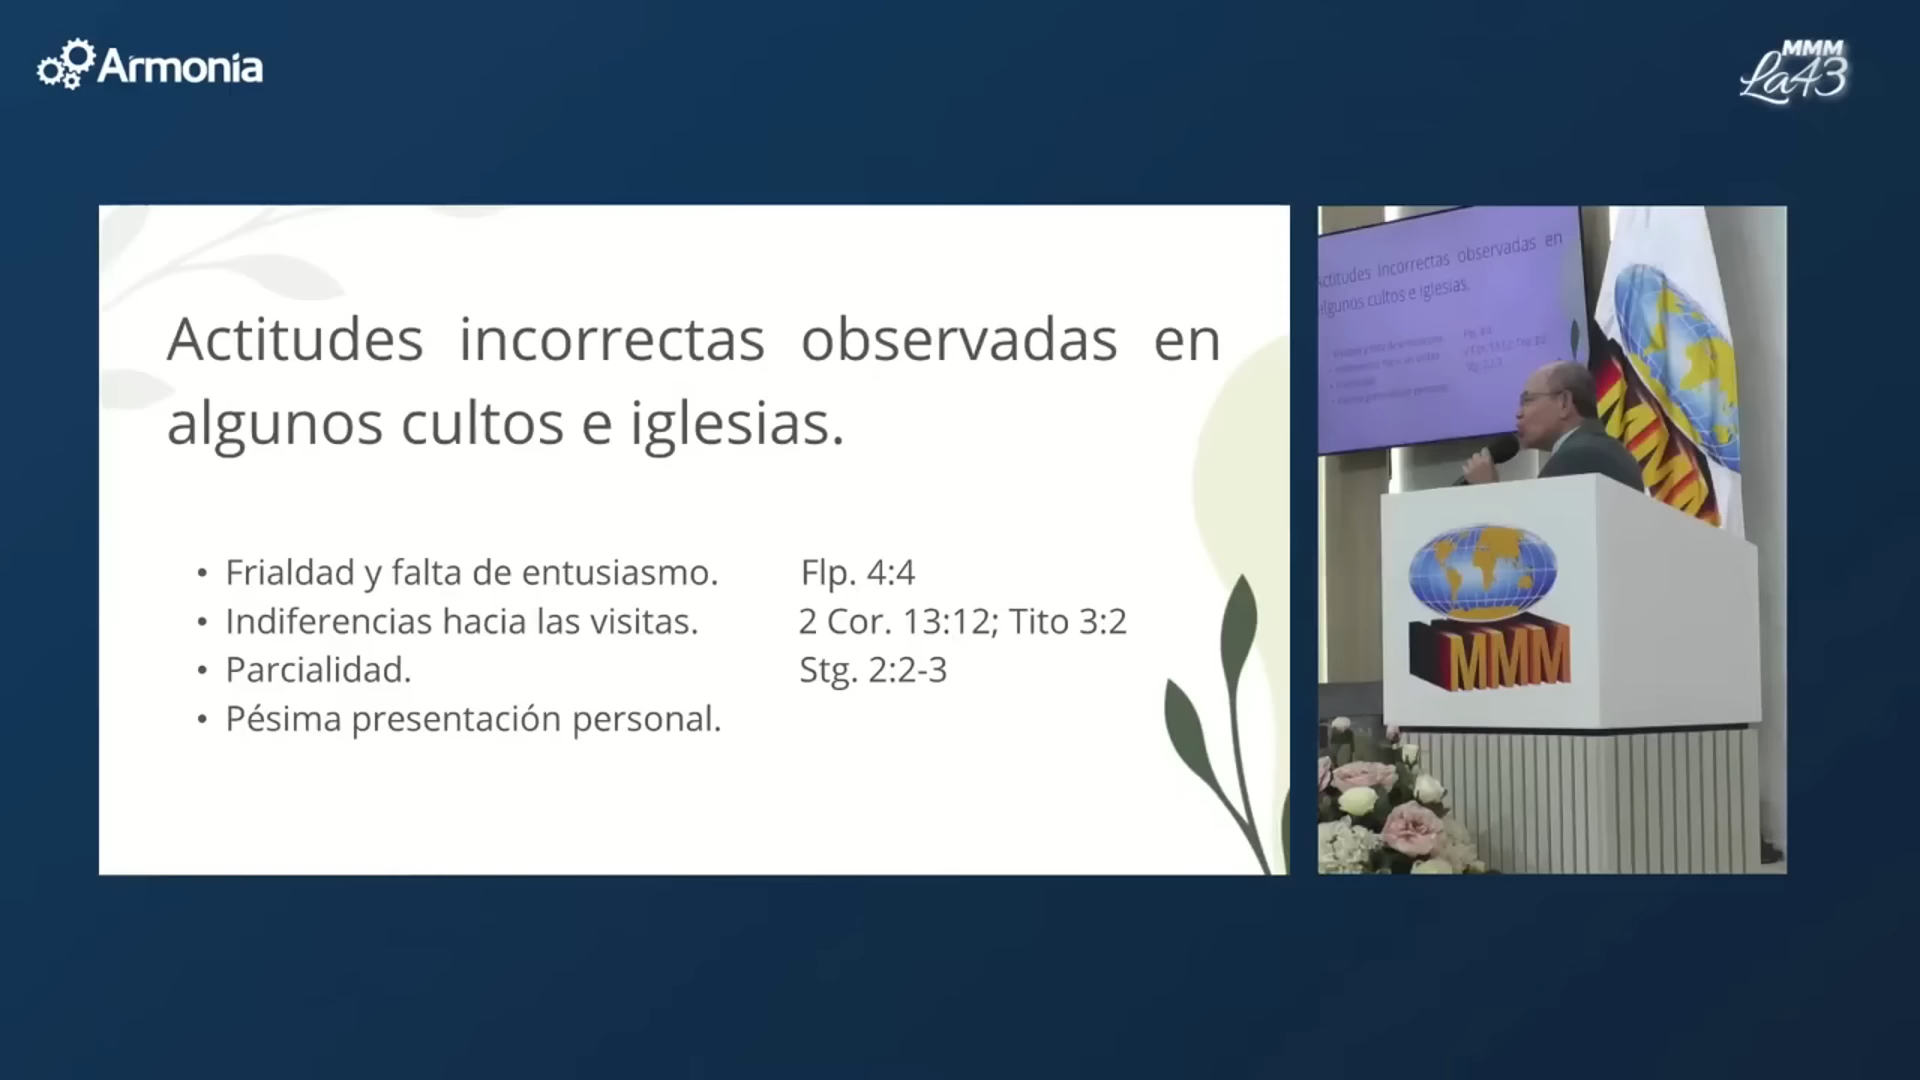 Armonía
MMM
La43
Actitudes incorrectas observadas en
algunos cultos e iglesias.
• Frialdad y falta de entusiasmo. Flp. 4:4
• Indiferencias hacia las visitas. 2 Cor. 13:12; Tito 3:2
• Parcialidad. Stg. 2:2-3
• Pésima presentación personal.
Actitudes incorrectas observadas en
algunos cultos e iglesias.
MMM
MMM